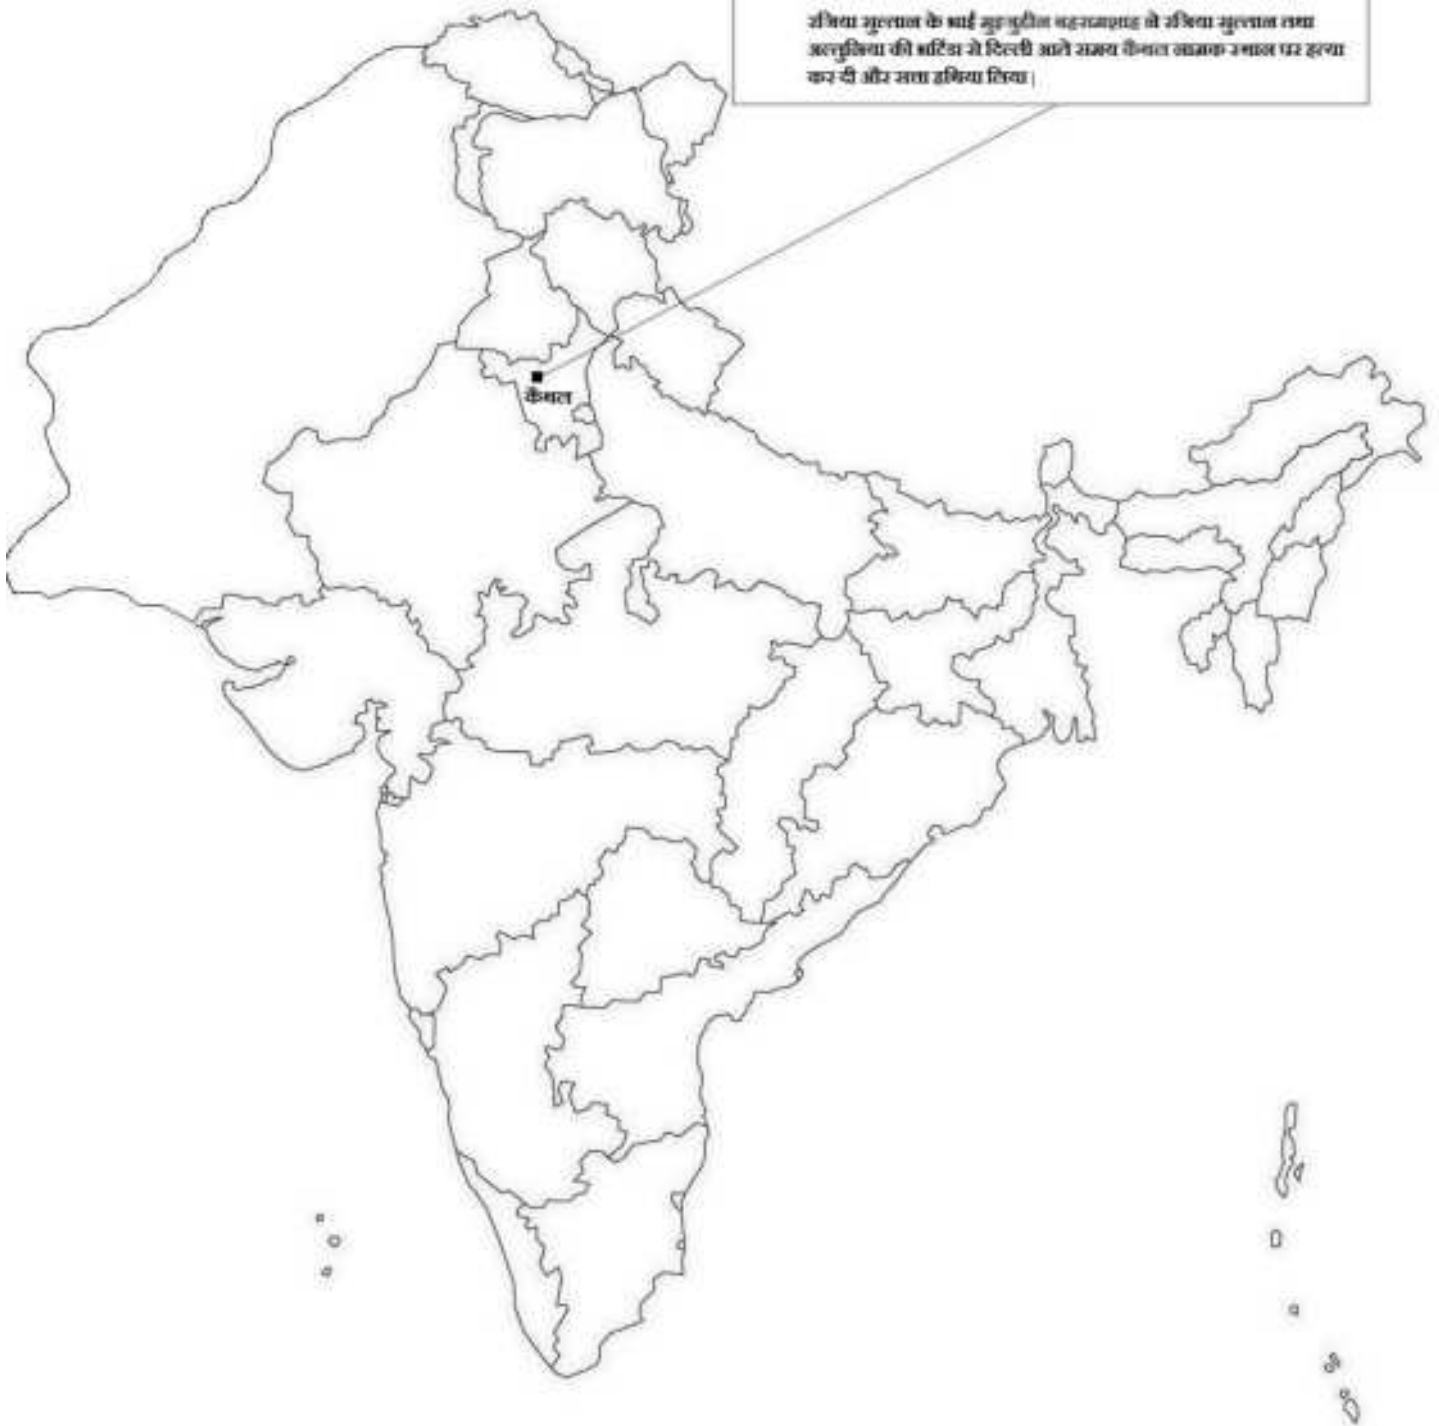 रजिया सुल्तान के भाई मुइजुद्दीन बहरामशाह ने रजिया सुल्तान तथा
अल्तुनिया की भटिंडा से दिल्ली आते समय कैथल नामक स्थान पर हत्या
कर दी और सत्ता हथिया लिया।
कैथल